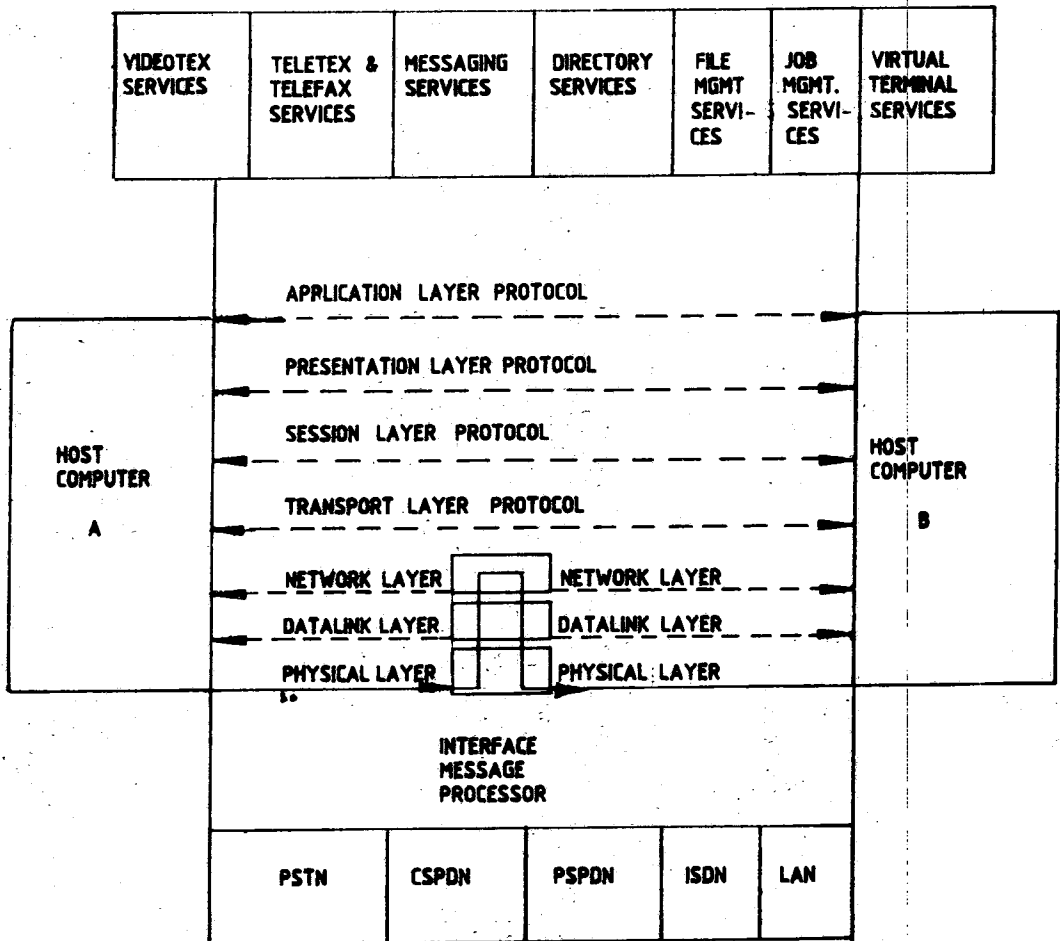 VIDEOTEX
SERVICES
TELETEX &
TELEFAX
SERVICES
MESSAGING
SERVICES
DIRECTORY
SERVICES
FILE
MGMT
SERVI-
CES
JOB
MGMT.
SERVI-
CES
VIRTUAL
TERMINAL
SERVICES
APPLICATION LAYER PROTOCOL
PRESENTATION LAYER PROTOCOL
SESSION LAYER PROTOCOL
TRANSPORT LAYER PROTOCOL
HOST
COMPUTER
A
HOST
COMPUTER
B
NETWORK LAYER
NETWORK LAYER
DATALINK LAYER
DATALINK LAYER
PHYSICAL LAYER
PHYSICAL LAYER
INTERFACE
MESSAGE
PROCESSOR
PSTN
CSPDN
PSPDN
ISDN
LAN